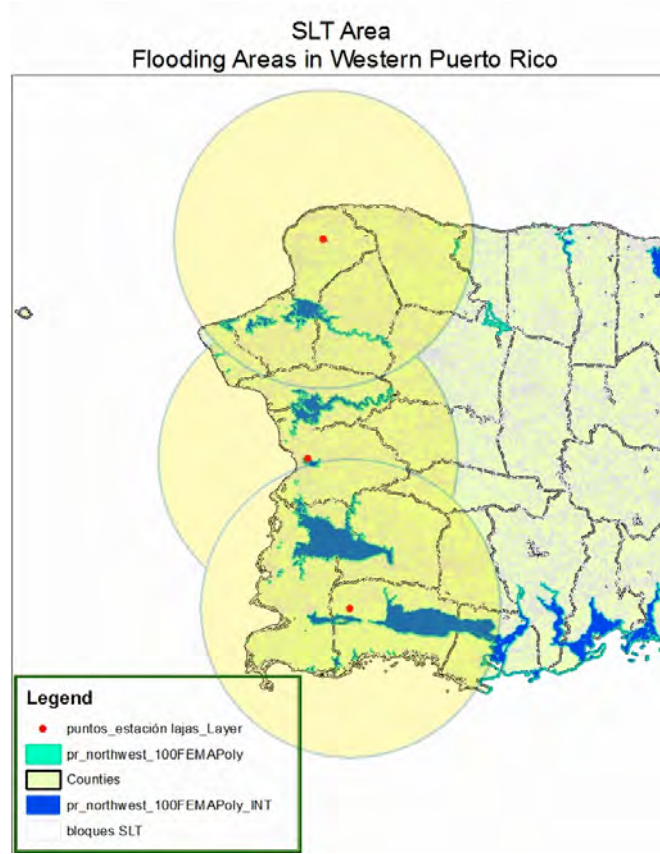 SLT Area
Flooding Areas in Western Puerto Rico
Legend
puntos_estación lajas_Layer
pr_northwest_100FEMAPoly
Counties
pr_northwest_100FEMAPoly_INT
bloques SLT